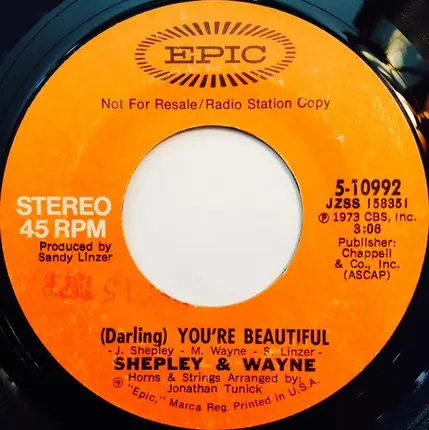 EPIC
Not For Resale/Radio Station Copy
STEREO
45 RPM
Produced by
Sandy Linzer
5-10992
JZSS 158351
℗ 1973 CBS, Inc.
3:08
Publisher:
Chappell
& Co., Inc.
(ASCAP)
(Darling) YOU'RE BEAUTIFUL
- J. Shepley - M. Wayne - S. Linzer -
SHEPLEY & WAYNE
Horns & Strings Arranged by:
Jonathan Tunick
® "Epic," Marca Reg. Printed in U.S.A.